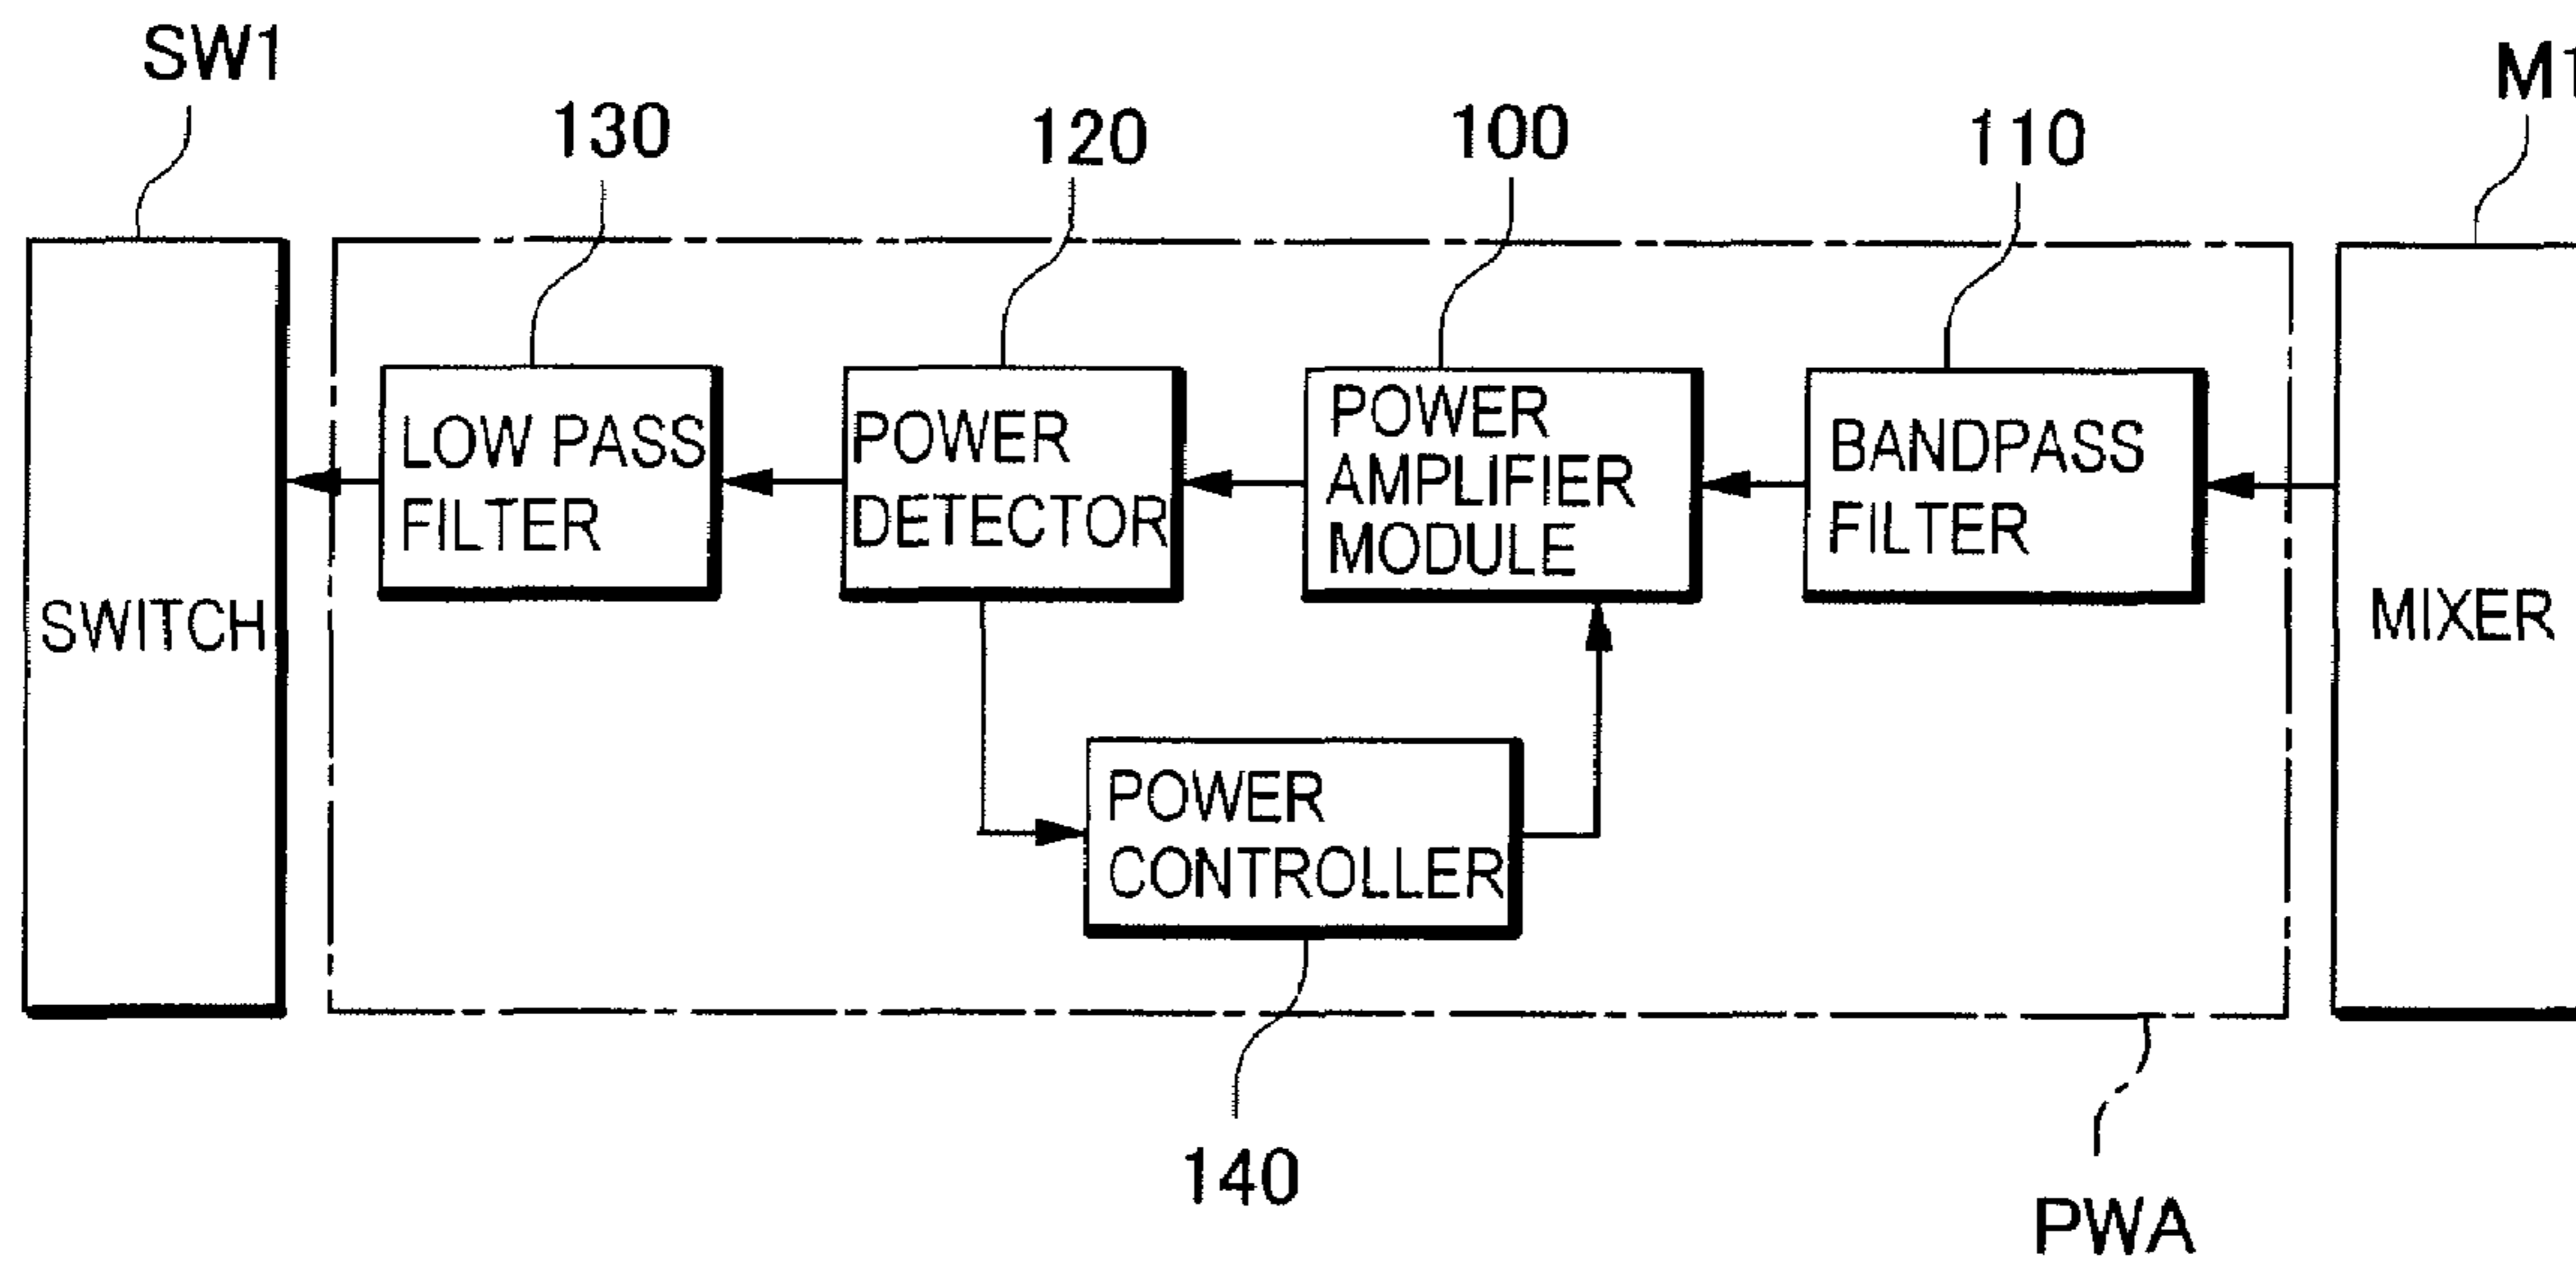 SW1
M1
130
120
100
110
LOW PASS
FILTER
POWER
DETECTOR
POWER
AMPLIFIER
MODULE
BANDPASS
FILTER
SWITCH
MIXER
POWER
CONTROLLER
140
PWA